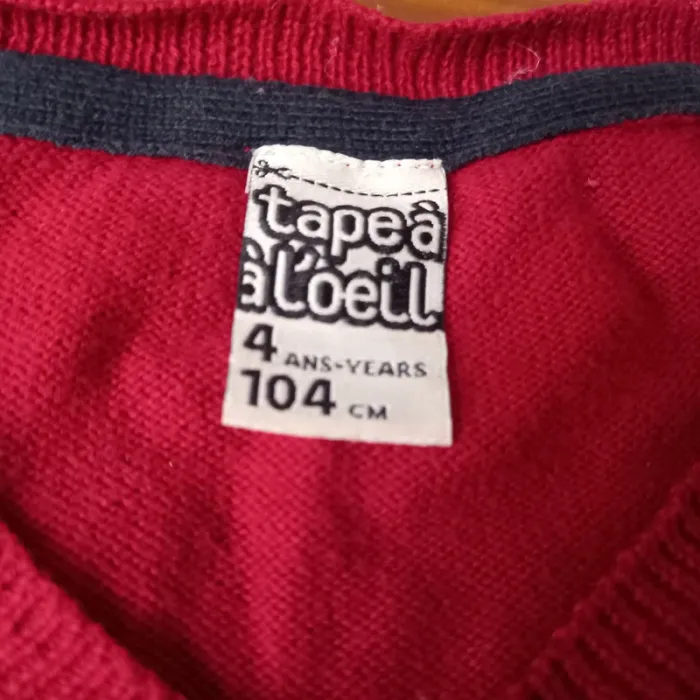 tapeà
à l'oeil
4 ANS-YEARS
104 CM